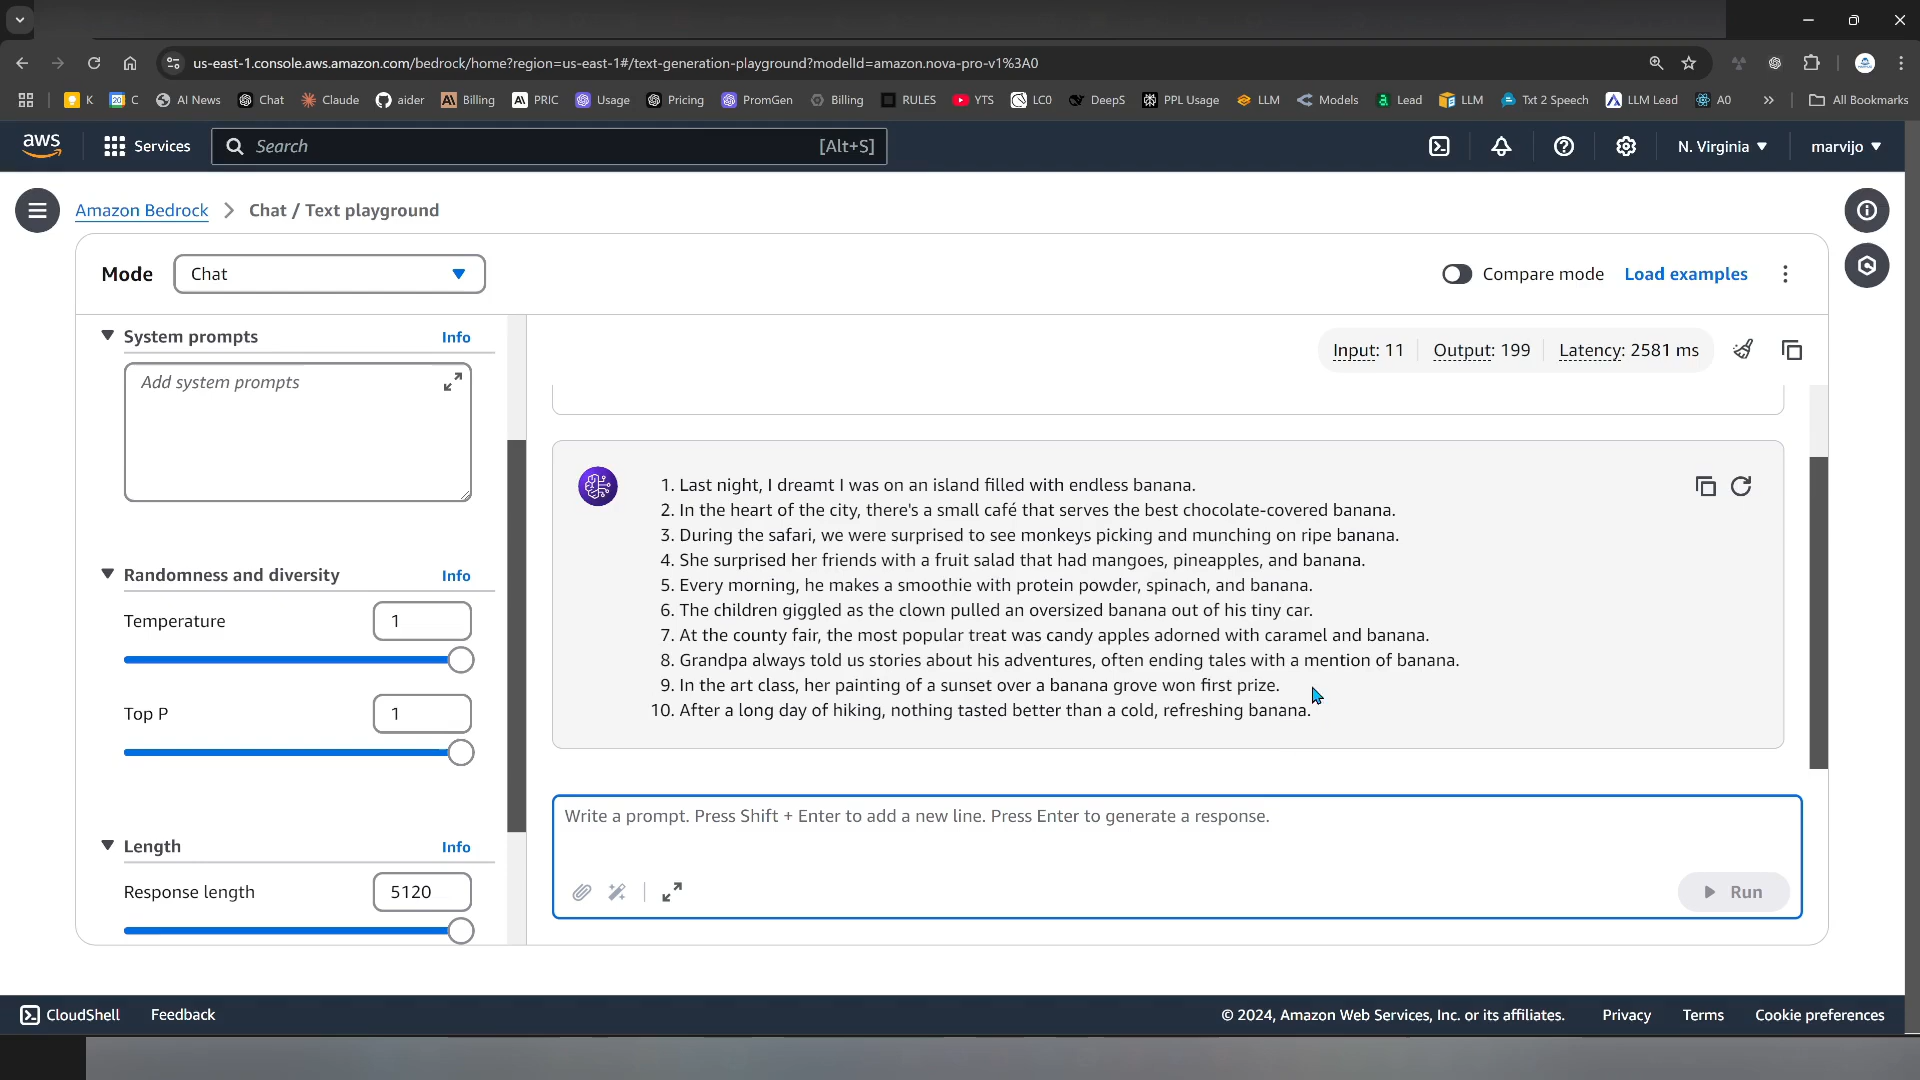 us-east-1.console.aws.amazon.com/bedrock/home?region=us-east-1#/text-generation-playground?modelId=amazon.nova-pro-v1%3A0
K 20 C AI News Chat Claude aider Billing PRIC Usage Pricing PromGen Billing RULES YTS LC0 DeepS PPL Usage LLM Models Lead LLM Txt 2 Speech LLM Lead A0 » All Bookmarks
aws Services Search [Alt+S] N. Virginia marvijo
Amazon Bedrock > Chat / Text playground
Mode Chat Compare mode Load examples
System prompts Info
Input: 11 Output: 199 Latency: 2581 ms
Add system prompts
1. Last night, I dreamt I was on an island filled with endless banana.
2. In the heart of the city, there's a small café that serves the best chocolate-covered banana.
3. During the safari, we were surprised to see monkeys picking and munching on ripe banana.
4. She surprised her friends with a fruit salad that had mangoes, pineapples, and banana.
5. Every morning, he makes a smoothie with protein powder, spinach, and banana.
6. The children giggled as the clown pulled an oversized banana out of his tiny car.
7. At the county fair, the most popular treat was candy apples adorned with caramel and banana.
8. Grandpa always told us stories about his adventures, often ending tales with a mention of banana.
9. In the art class, her painting of a sunset over a banana grove won first prize.
10. After a long day of hiking, nothing tasted better than a cold, refreshing banana.
Randomness and diversity Info
Temperature 1
Top P 1
Length Info
Response length 5120
Write a prompt. Press Shift + Enter to add a new line. Press Enter to generate a response.
Run
CloudShell Feedback © 2024, Amazon Web Services, Inc. or its affiliates. Privacy Terms Cookie preferences